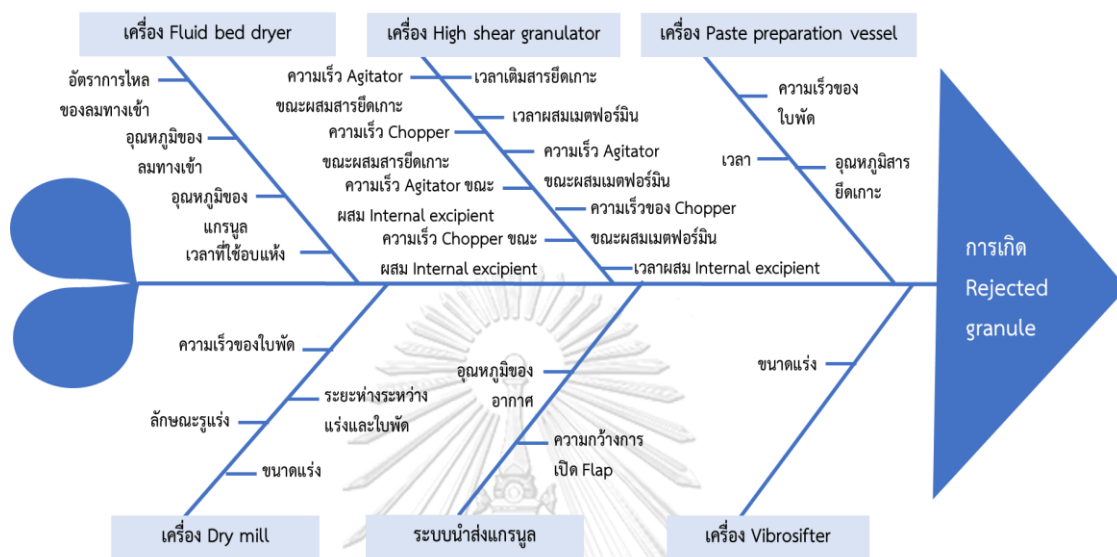 เครื่อง Fluid bed dryer
เครื่อง High shear granulator
เครื่อง Paste preparation vessel
อัตราการไหล
ของลมทางเข้า
อุณหภูมิของ
ลมทางเข้า
อุณหภูมิของ
แกรนูล
เวลาที่ใช้อบแห้ง
ความเร็ว Agitator
ขณะผสมสารยึดเกาะ
ความเร็ว Chopper
ขณะผสมสารยึดเกาะ
ความเร็ว Agitator ขณะ
ผสม Internal excipient
ความเร็ว Chopper ขณะ
ผสม Internal excipient
เวลาเติมสารยึดเกาะ
เวลาผสมเมตฟอร์มิน
ความเร็ว Agitator
ขณะผสมเมตฟอร์มิน
ความเร็วของ Chopper
ขณะผสมเมตฟอร์มิน
เวลาผสม Internal excipient
ความเร็วของ
ใบพัด
เวลา
อุณหภูมิสาร
ยึดเกาะ
การเกิด
Rejected
granule
ความเร็วของใบพัด
ระยะห่างระหว่าง
แร่งและใบพัด
ลักษณะรูแร่ง
ขนาดแร่ง
อุณหภูมิของ
อากาศ
ความกว้างการ
เปิด Flap
ขนาดแร่ง
เครื่อง Dry mill
ระบบนำส่งแกรนูล
เครื่อง Vibrosifter